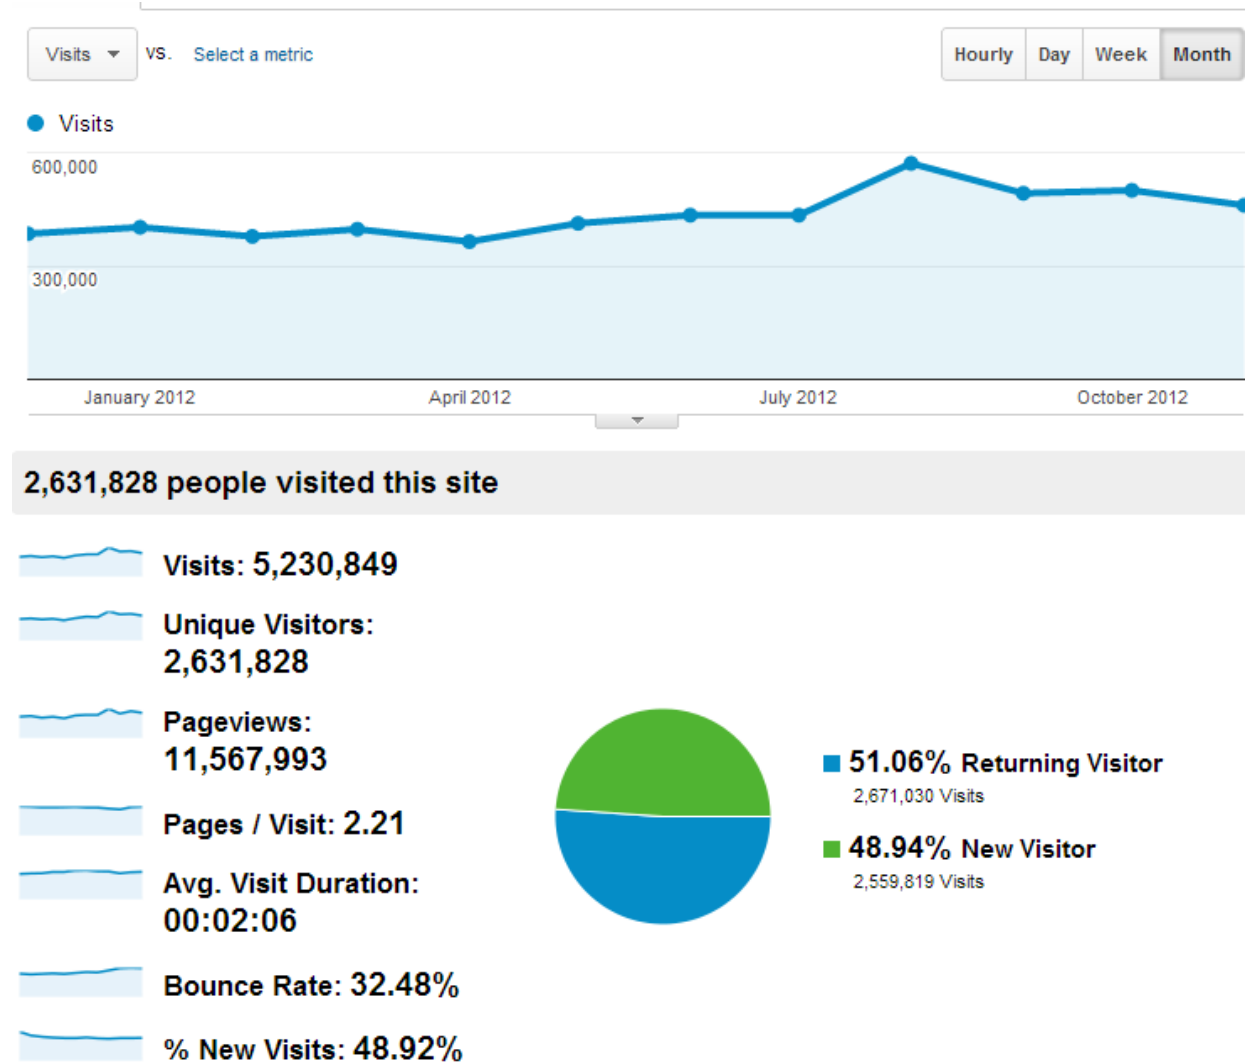 Visits vs. Select a metric Hourly Day Week Month
Visits
600,000
300,000
January 2012 April 2012 July 2012 October 2012
2,631,828 people visited this site
Visits: 5,230,849
Unique Visitors:
2,631,828
Pageviews:
11,567,993
Pages / Visit: 2.21
Avg. Visit Duration:
00:02:06
Bounce Rate: 32.48%
% New Visits: 48.92%
51.06% Returning Visitor
2,671,030 Visits
48.94% New Visitor
2,559,819 Visits